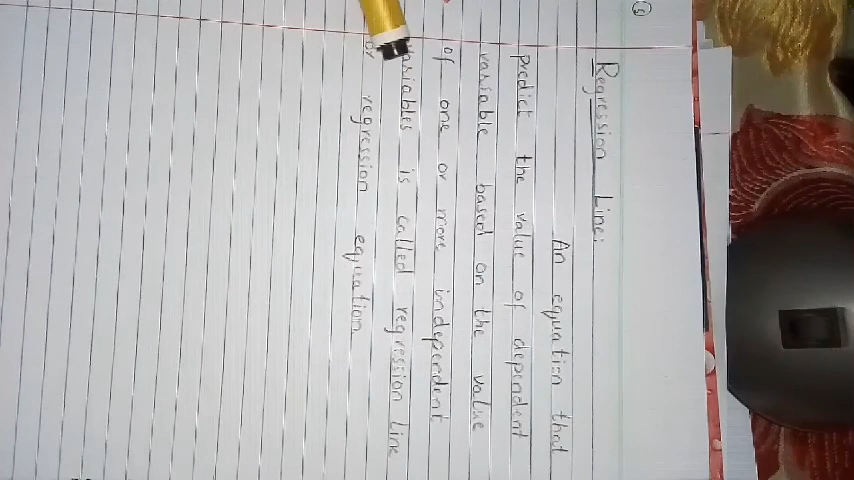 5
Regression Line:
An equation that
predict the value of dependent
variable based on the value
of one or more independent
variables is called regression line
or regression equation